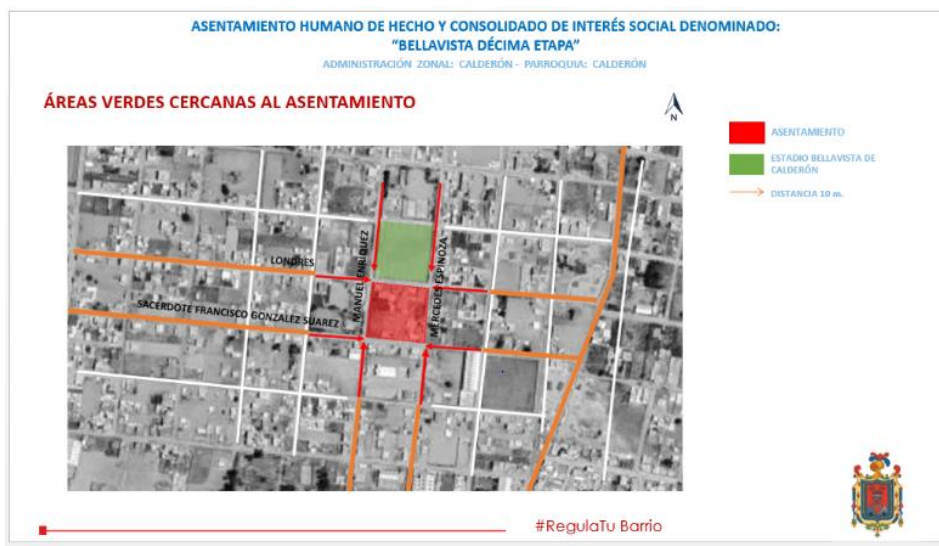 ASENTAMIENTO HUMANO DE HECHO Y CONSOLIDADO DE INTERÉS SOCIAL DENOMINADO:
“BELLAVISTA DÉCIMA ETAPA”
ADMINISTRACIÓN ZONAL: CALDERÓN - PARROQUIA: CALDERÓN
ÁREAS VERDES CERCANAS AL ASENTAMIENTO
N
ASENTAMIENTO
ESTADIO BELLAVISTA DE
CALDERÓN
DISTANCIA 10 m.
LONDRES
MANUEL ENRIQUEZ
MERCEDES ESPINOZA
SACERDOTE FRANCISCO GONZALEZ SUAREZ
#RegulaTu Barrio